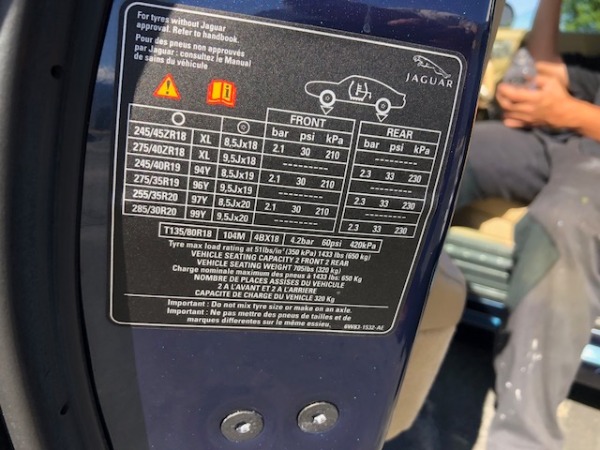 For tyres without Jaguar
approval. Refer to handbook.
Pour des pneus non approuvés
par Jaguar : consultez le Manual
de sains du véhicule
JAGUAR
FRONT REAR
bar psi kPa bar psi kPa
245/45ZR18 XL 8,5Jx18 2.1 30 210 ---------
275/40ZR18 XL 9,5Jx18 --------- 2.3 33 230
245/40R19 94Y 8,5Jx19 2.1 30 210 ---------
275/35R19 96Y 9,5Jx19 --------- 2.3 33 230
255/35R20 97Y 8,5Jx20 2.1 30 210 ---------
285/30R20 99Y 9,5Jx20 --------- 2.3 33 230
T135/80R18 104M 4BX18 4.2bar 60psi 420kPa
Tyre max load rating at 51lbs/in² (350 kPa) 1433 lbs (650 kg)
VEHICLE SEATING CAPACITY 2 FRONT 2 REAR
VEHICLE SEATING WEIGHT 705lbs (320 kg)
Charge nominale maximum des pneus à 1433 lbs: 650 Kg
NOMBRE DE PLACES ASSISES DU VEHICULE
2 A L'AVANT ET 2 A L'ARRIERE
CAPACITE DE CHARGE DU VEHICLE 320 Kg
Important : Do not mix tyre size or make on an axle.
Important : Ne pas mettre des pneus de tailles et de
marques differentes sur le même essieu.
6W83-1532-AE